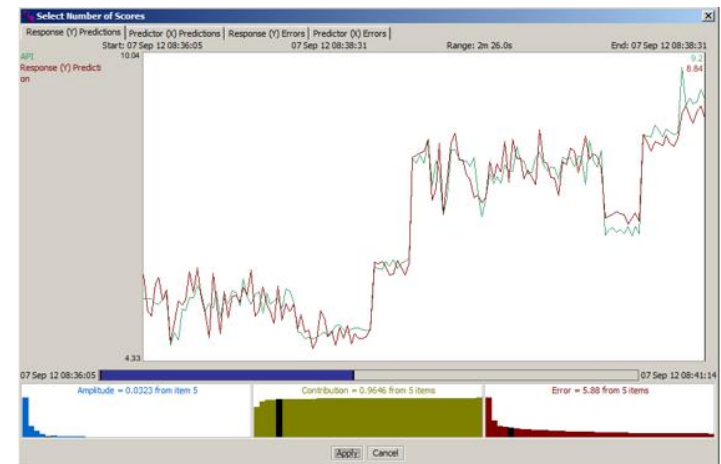 Select Number of Scores
Response (Y) Predictions Predictor (X) Predictions Response (Y) Errors Predictor (X) Errors
Start: 07 Sep 12 08:36:05 07 Sep 12 08:38:31 Range: 2m 26.0s End: 07 Sep 12 08:38:31
API 10.04 9.2
Response (Y) Predicti 8.84
on
4.33
07 Sep 12 08:36:05 07 Sep 12 08:41:14
Amplitude = 0.0323 from item 5 Contribution = 0.9646 from 5 items Error = 5.88 from 5 items
Apply Cancel